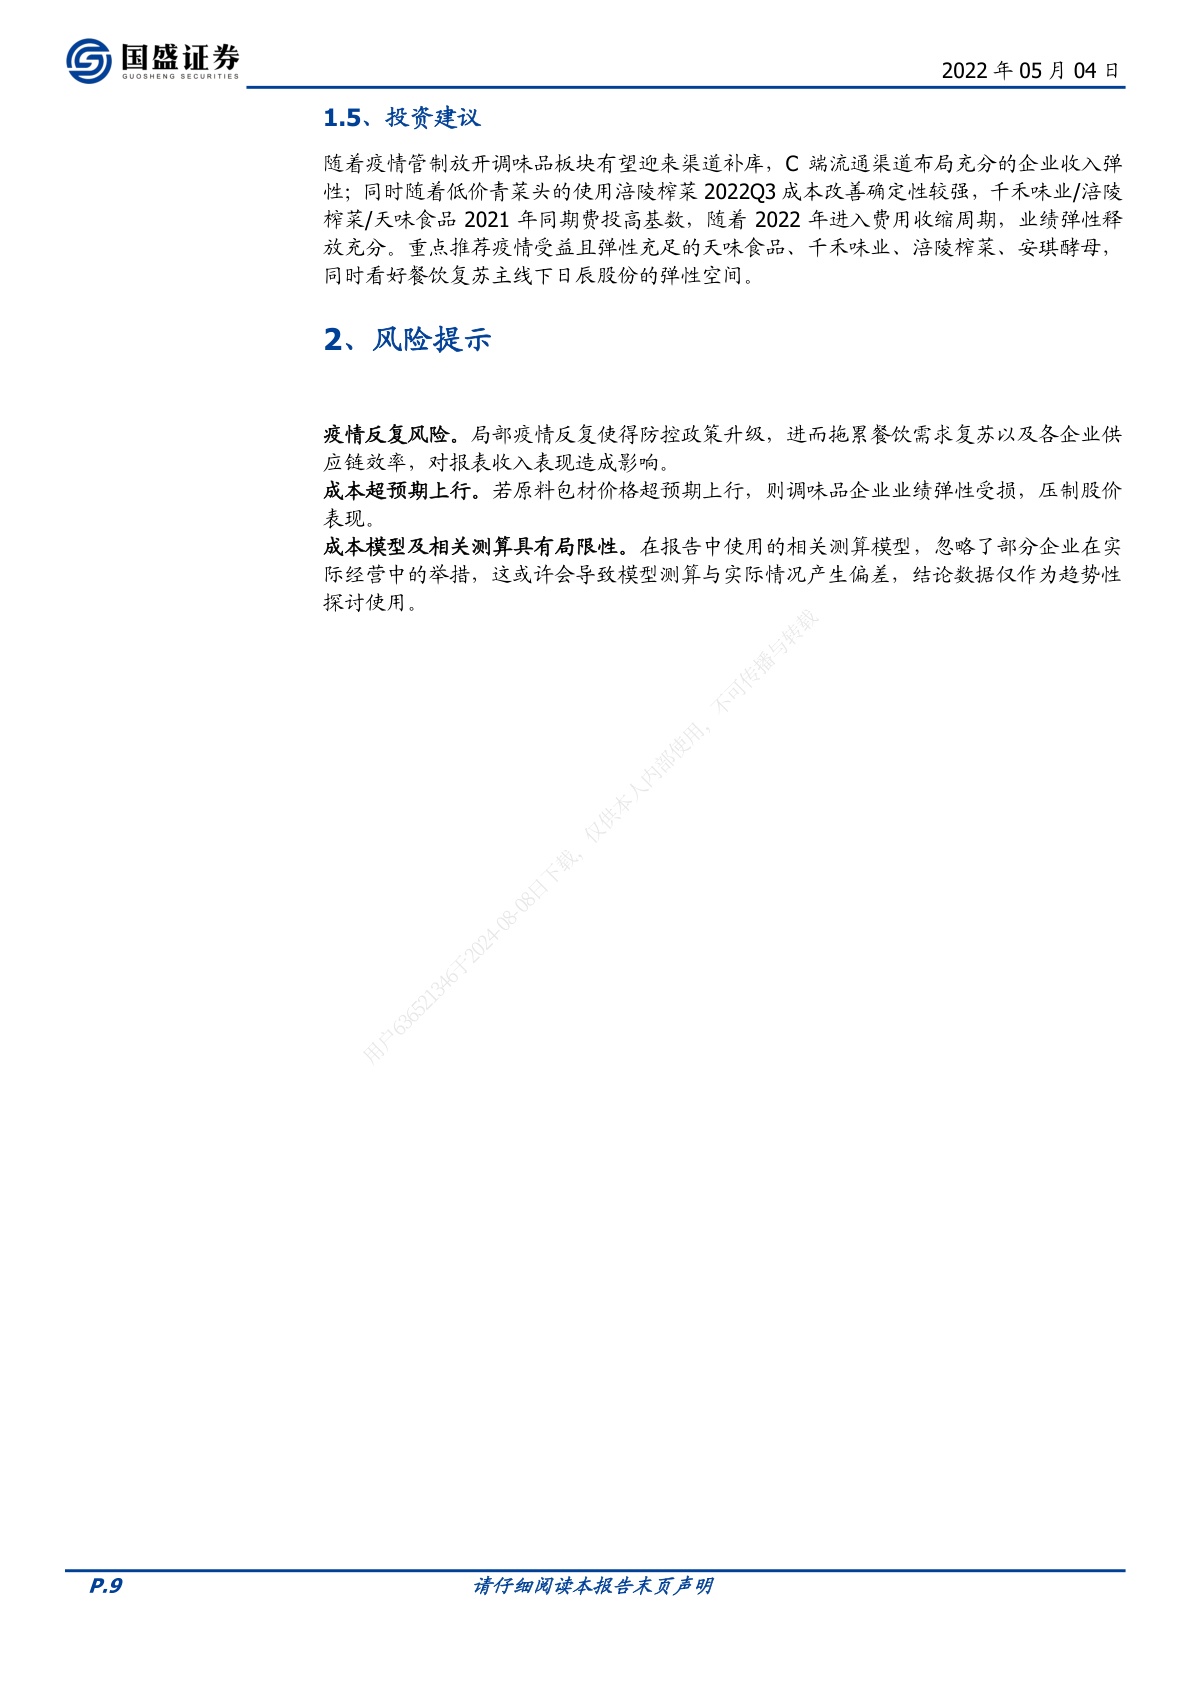 国盛证券
GUOSHENG SECURITIES
2022 年 05 月 04 日
1.5、投资建议
随着疫情管制放开调味品板块有望迎来渠道补库，C 端流通渠道布局充分的企业收入弹
性；同时随着低价青菜头的使用涪陵榨菜 2022Q3 成本改善确定性较强，千禾味业/涪陵
榨菜/天味食品 2021 年同期费投高基数，随着 2022 年进入费用收缩周期，业绩弹性释
放充分。重点推荐疫情受益且弹性充足的天味食品、千禾味业、涪陵榨菜、安琪酵母，
同时看好餐饮复苏主线下日辰股份的弹性空间。
2、风险提示
疫情反复风险。局部疫情反复使得防控政策升级，进而拖累餐饮需求复苏以及各企业供
应链效率，对报表收入表现造成影响。
成本超预期上行。若原料包材价格超预期上行，则调味品企业业绩弹性受损，压制股价
表现。
成本模型及相关测算具有局限性。在报告中使用的相关测算模型，忽略了部分企业在实
际经营中的举措，这或许会导致模型测算与实际情况产生偏差，结论数据仅作为趋势性
探讨使用。
用户636521346于2024-08-08日下载，仅供本人内部使用，不可传播与转载
P.9
请仔细阅读本报告末页声明